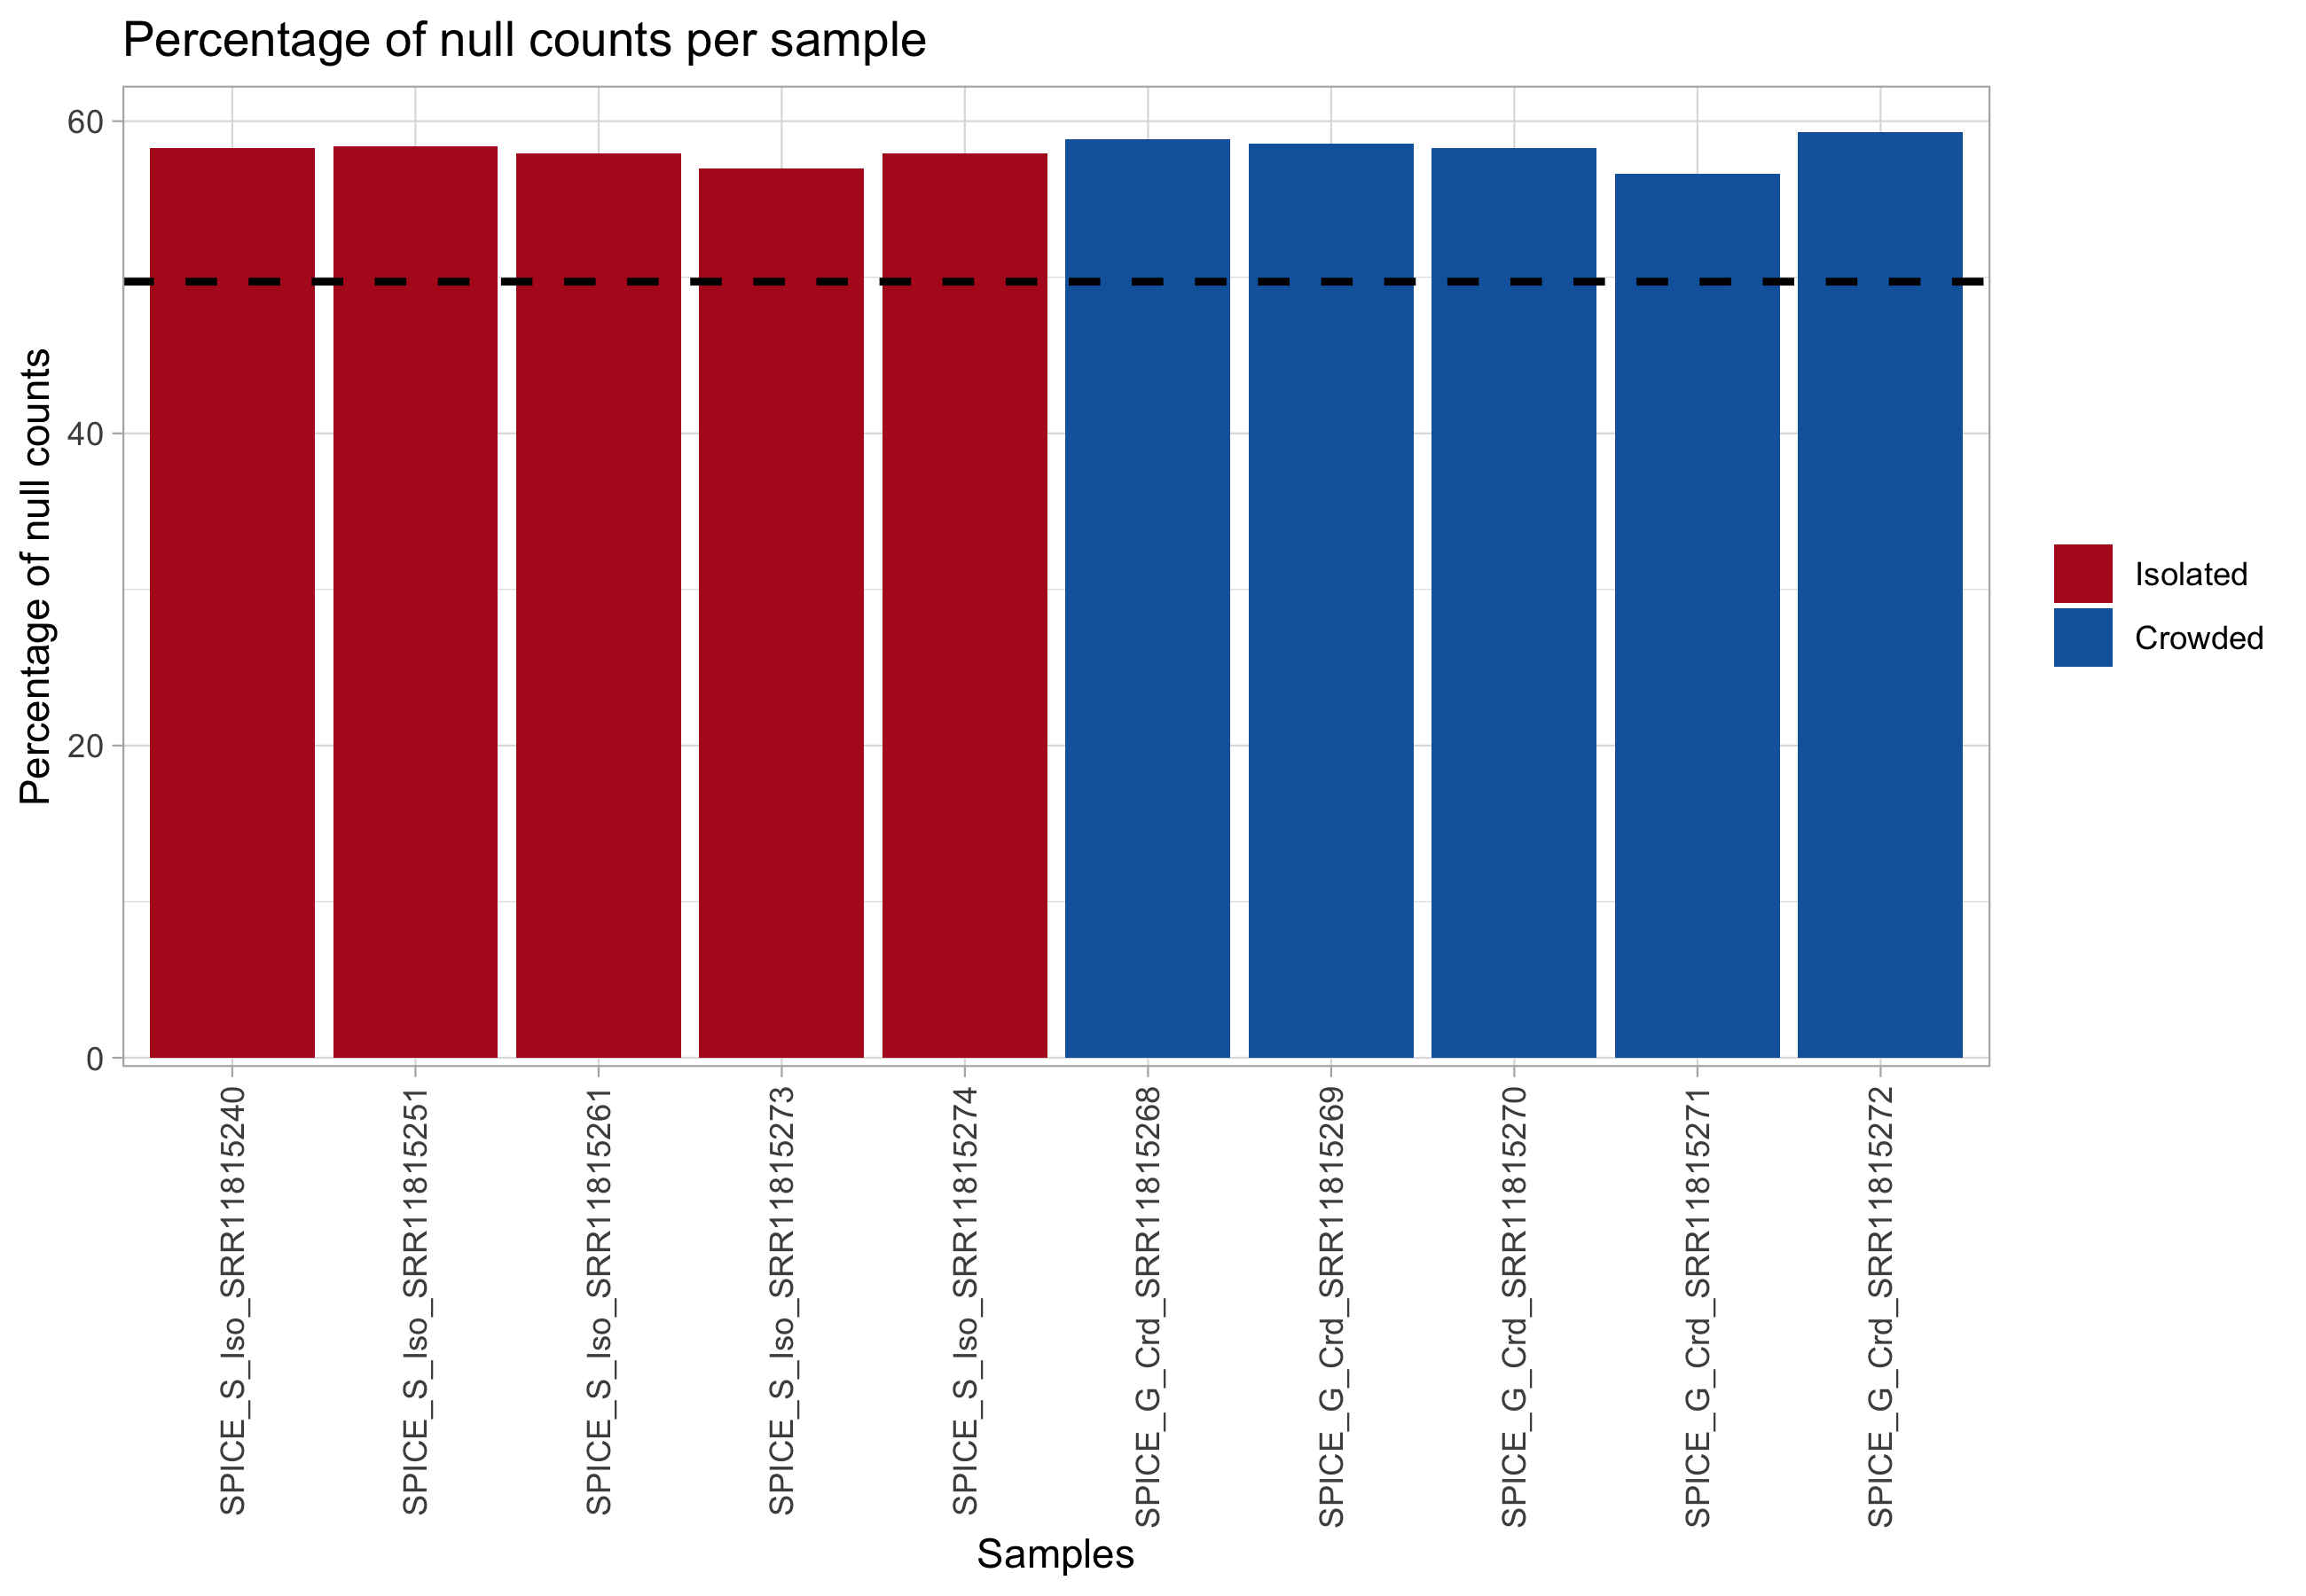 Percentage of null counts per sample
Percentage of null counts
60
40
20
0
SPICE_S_Iso_SRR11815240
SPICE_S_Iso_SRR11815251
SPICE_S_Iso_SRR11815261
SPICE_S_Iso_SRR11815273
SPICE_S_Iso_SRR11815274
SPICE_G_Crd_SRR11815268
SPICE_G_Crd_SRR11815269
SPICE_G_Crd_SRR11815270
SPICE_G_Crd_SRR11815271
SPICE_G_Crd_SRR11815272
Samples
Isolated
Crowded